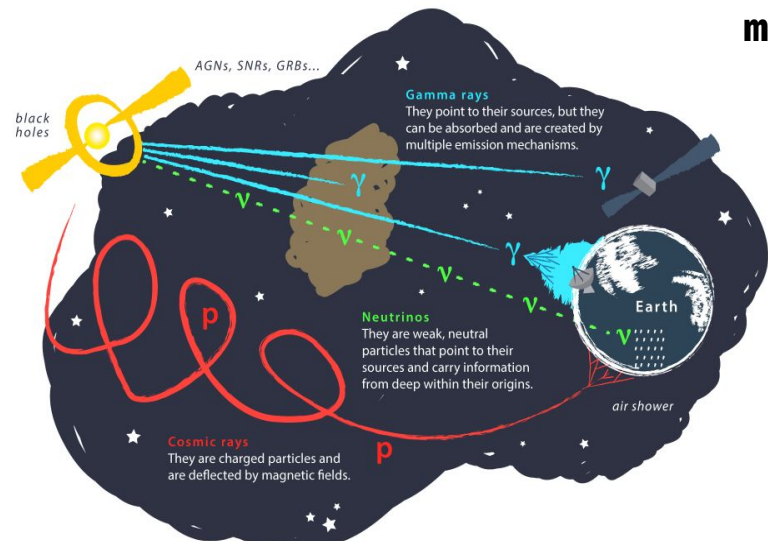 m
AGNs, SNRs, GRBs...
black
holes
Gamma rays
They point to their sources, but they
can be absorbed and are created by
multiple emission mechanisms.
γ
γ
ν
ν
ν
γ
ν
Earth
ν
p
Neutrinos
They are weak, neutral
particles that point to their
sources and carry information
from deep within their origins.
air shower
Cosmic rays
They are charged particles and
are deflected by magnetic fields.
p